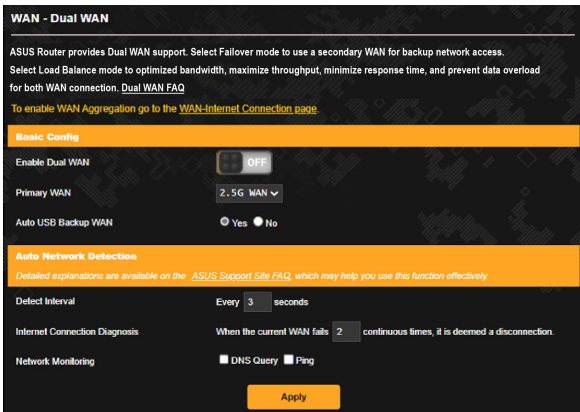 WAN - Dual WAN
ASUS Router provides Dual WAN support. Select Failover mode to use a secondary WAN for backup network access.
Select Load Balance mode to optimized bandwidth, maximize throughput, minimize response time, and prevent data overload
for both WAN connection. Dual WAN FAQ
To enable WAN Aggregation go to the WAN-Internet Connection page.
Basic Config
Enable Dual WAN OFF
Primary WAN 2.5G WAN
Auto USB Backup WAN Yes No
Auto Network Detection
Detailed explanations are available on the ASUS Support Site FAQ, which may help you use this function effectively.
Detect Interval Every 3 seconds
Internet Connection Diagnosis When the current WAN fails 2 continuous times, it is deemed a disconnection.
Network Monitoring DNS Query Ping
Apply